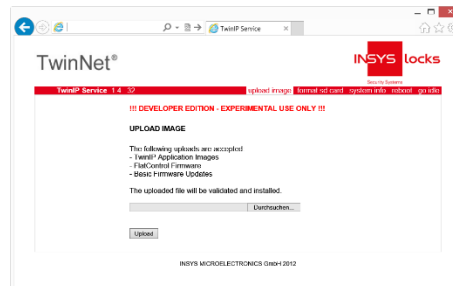 TwinIP Service
TwinNet®
INSYS locks
Security Systems
TwinIP Service 1.4 32
upload image format sd card system info reboot go idle
!!! DEVELOPER EDITION - EXPERIMENTAL USE ONLY !!!
UPLOAD IMAGE
The following uploads are accepted
- TwinIP Application Images
- FlatControl Firmware
- Basic Firmware Updates
The uploaded file will be validated and installed.
Durchsuchen...
Upload
INSYS MICROELECTRONICS GmbH 2012